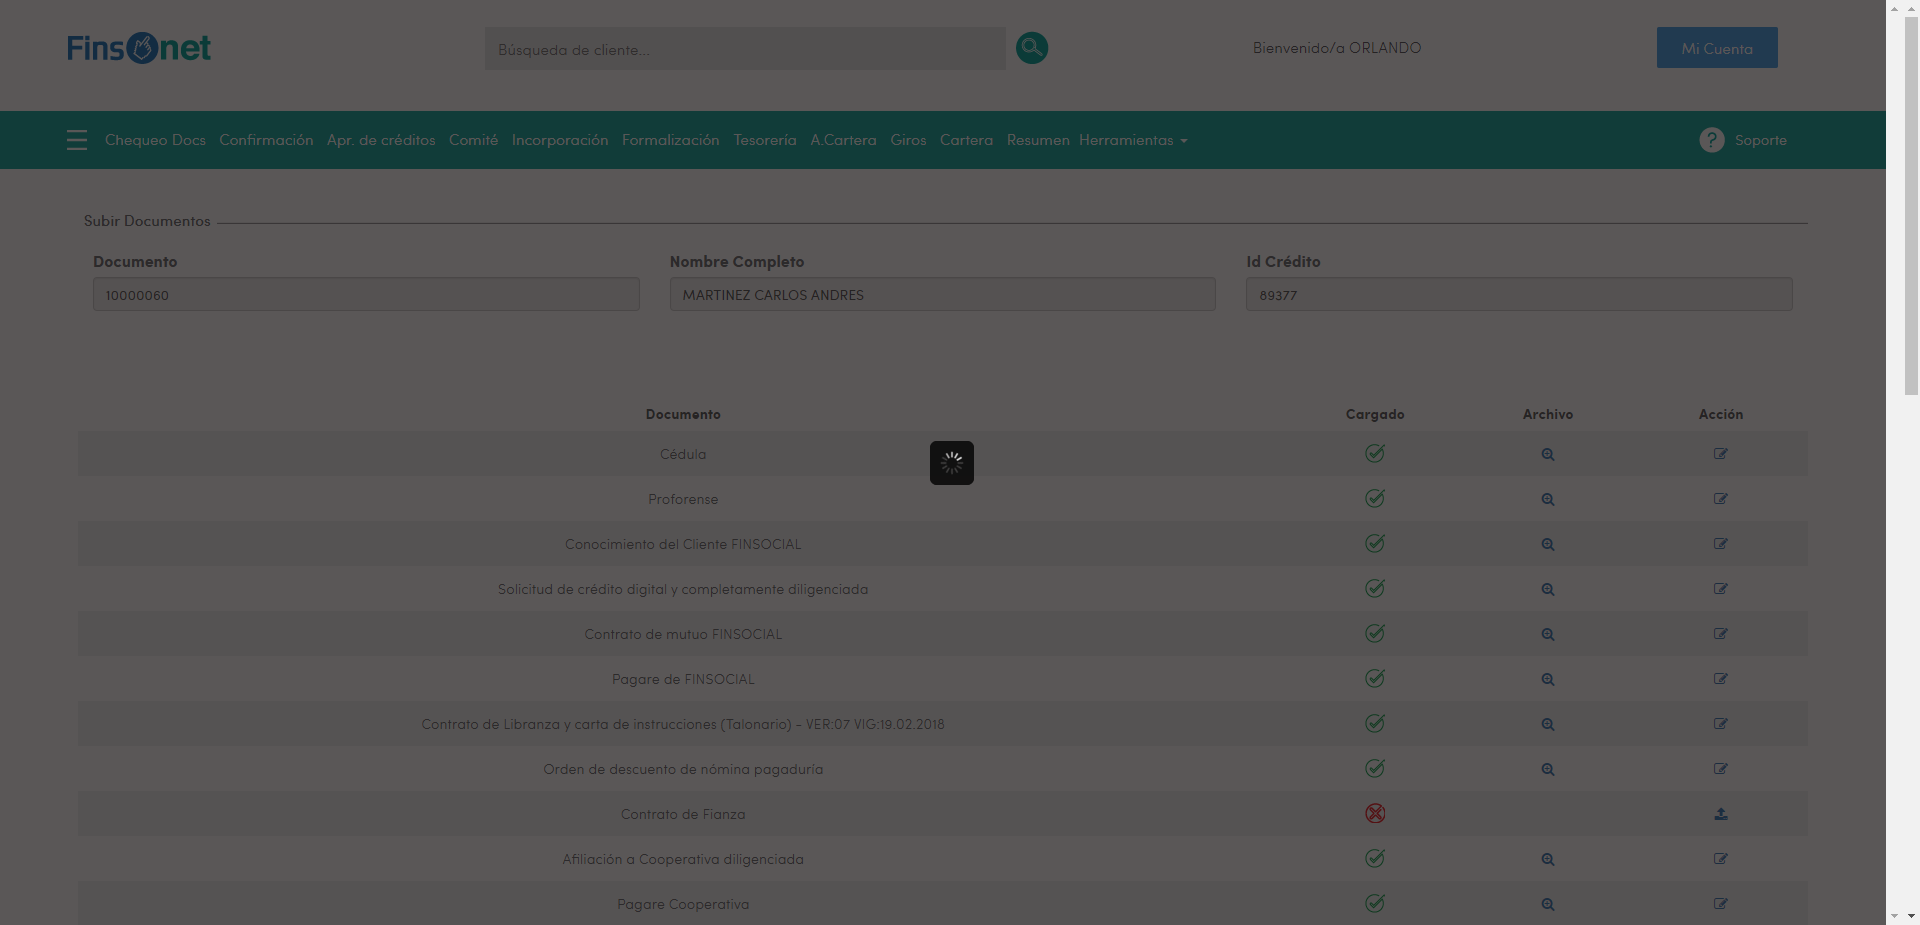 Finsonet
Búsqueda de cliente...
Bienvenido/a ORLANDO
Mi Cuenta
Chequeo Docs Confirmación Apr. de créditos Comité Incorporación Formalización Tesorería A.Cartera Giros Cartera Resumen Herramientas
? Soporte
Subir Documentos
Documento Nombre Completo Id Crédito
10000060 MARTINEZ CARLOS ANDRES 89377
Documento Cargado Archivo Acción
Cédula
Proforense
Conocimiento del Cliente FINSOCIAL
Solicitud de crédito digital y completamente diligenciada
Contrato de mutuo FINSOCIAL
Pagare de FINSOCIAL
Contrato de Libranza y carta de instrucciones (Talonario) - VER:07 VIG:19.02.2018
Orden de descuento de nómina pagaduría
Contrato de Fianza
Afiliación a Cooperativa diligenciada
Pagare Cooperativa